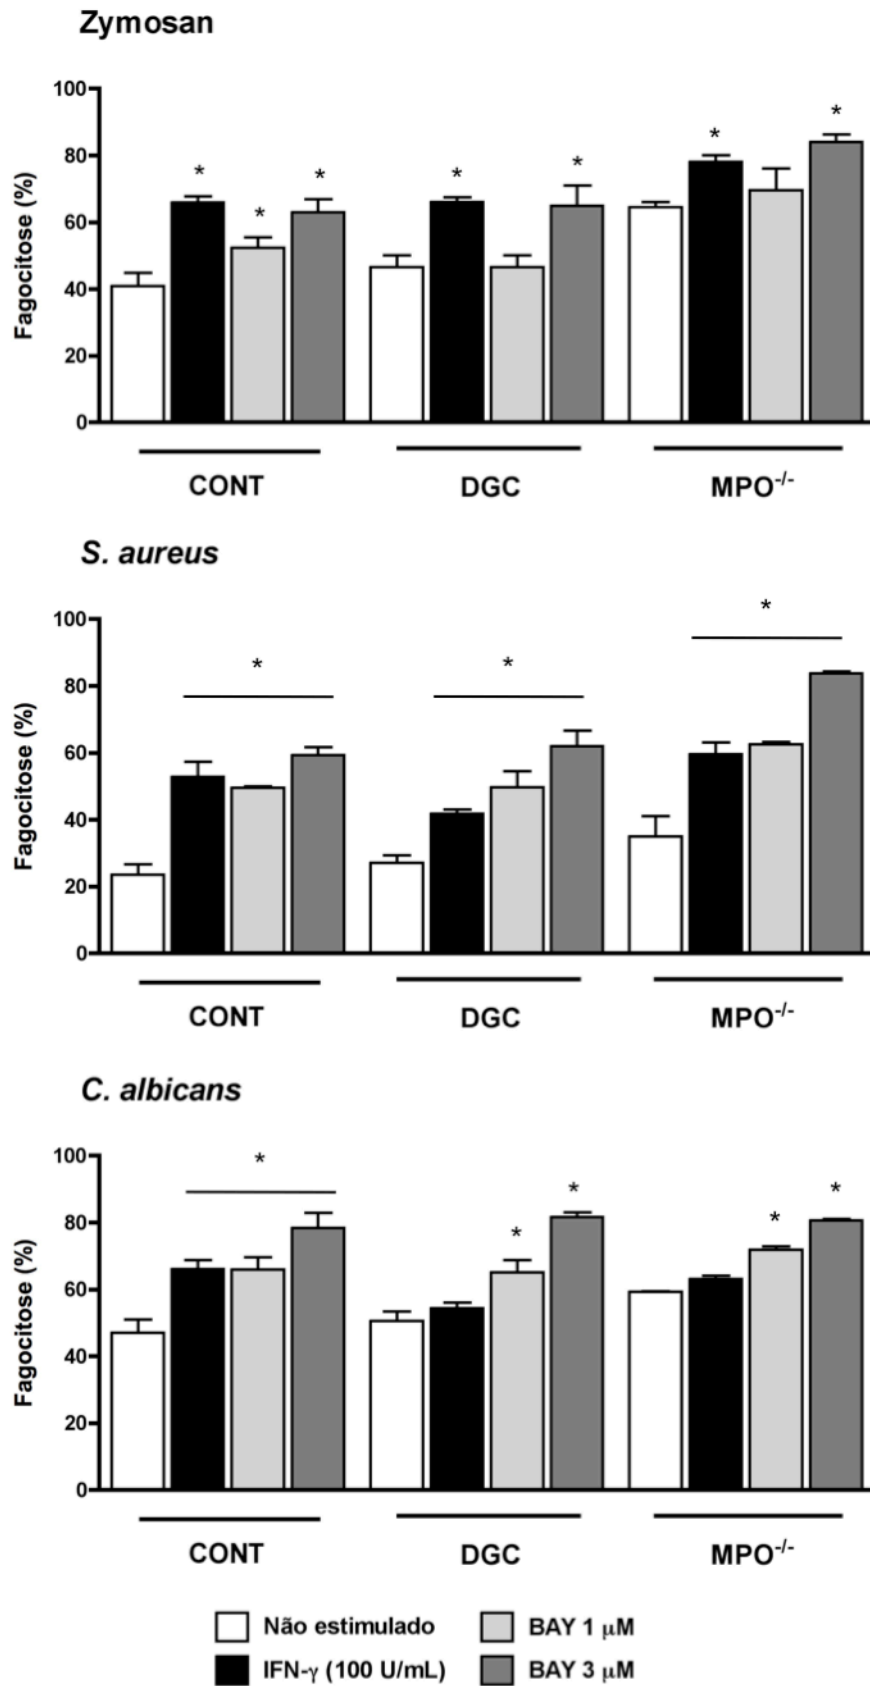 Zymosan
Fagocitose (%)
100
80
60
40
20
0
* * * * * * *
CONT DGC MPO-/-
S. aureus
Fagocitose (%)
100
80
60
40
20
0
* * *
CONT DGC MPO-/-
C. albicans
Fagocitose (%)
100
80
60
40
20
0
* * * * *
CONT DGC MPO-/-
Não estimulado BAY 1 μM
IFN-γ (100 U/mL) BAY 3 μM